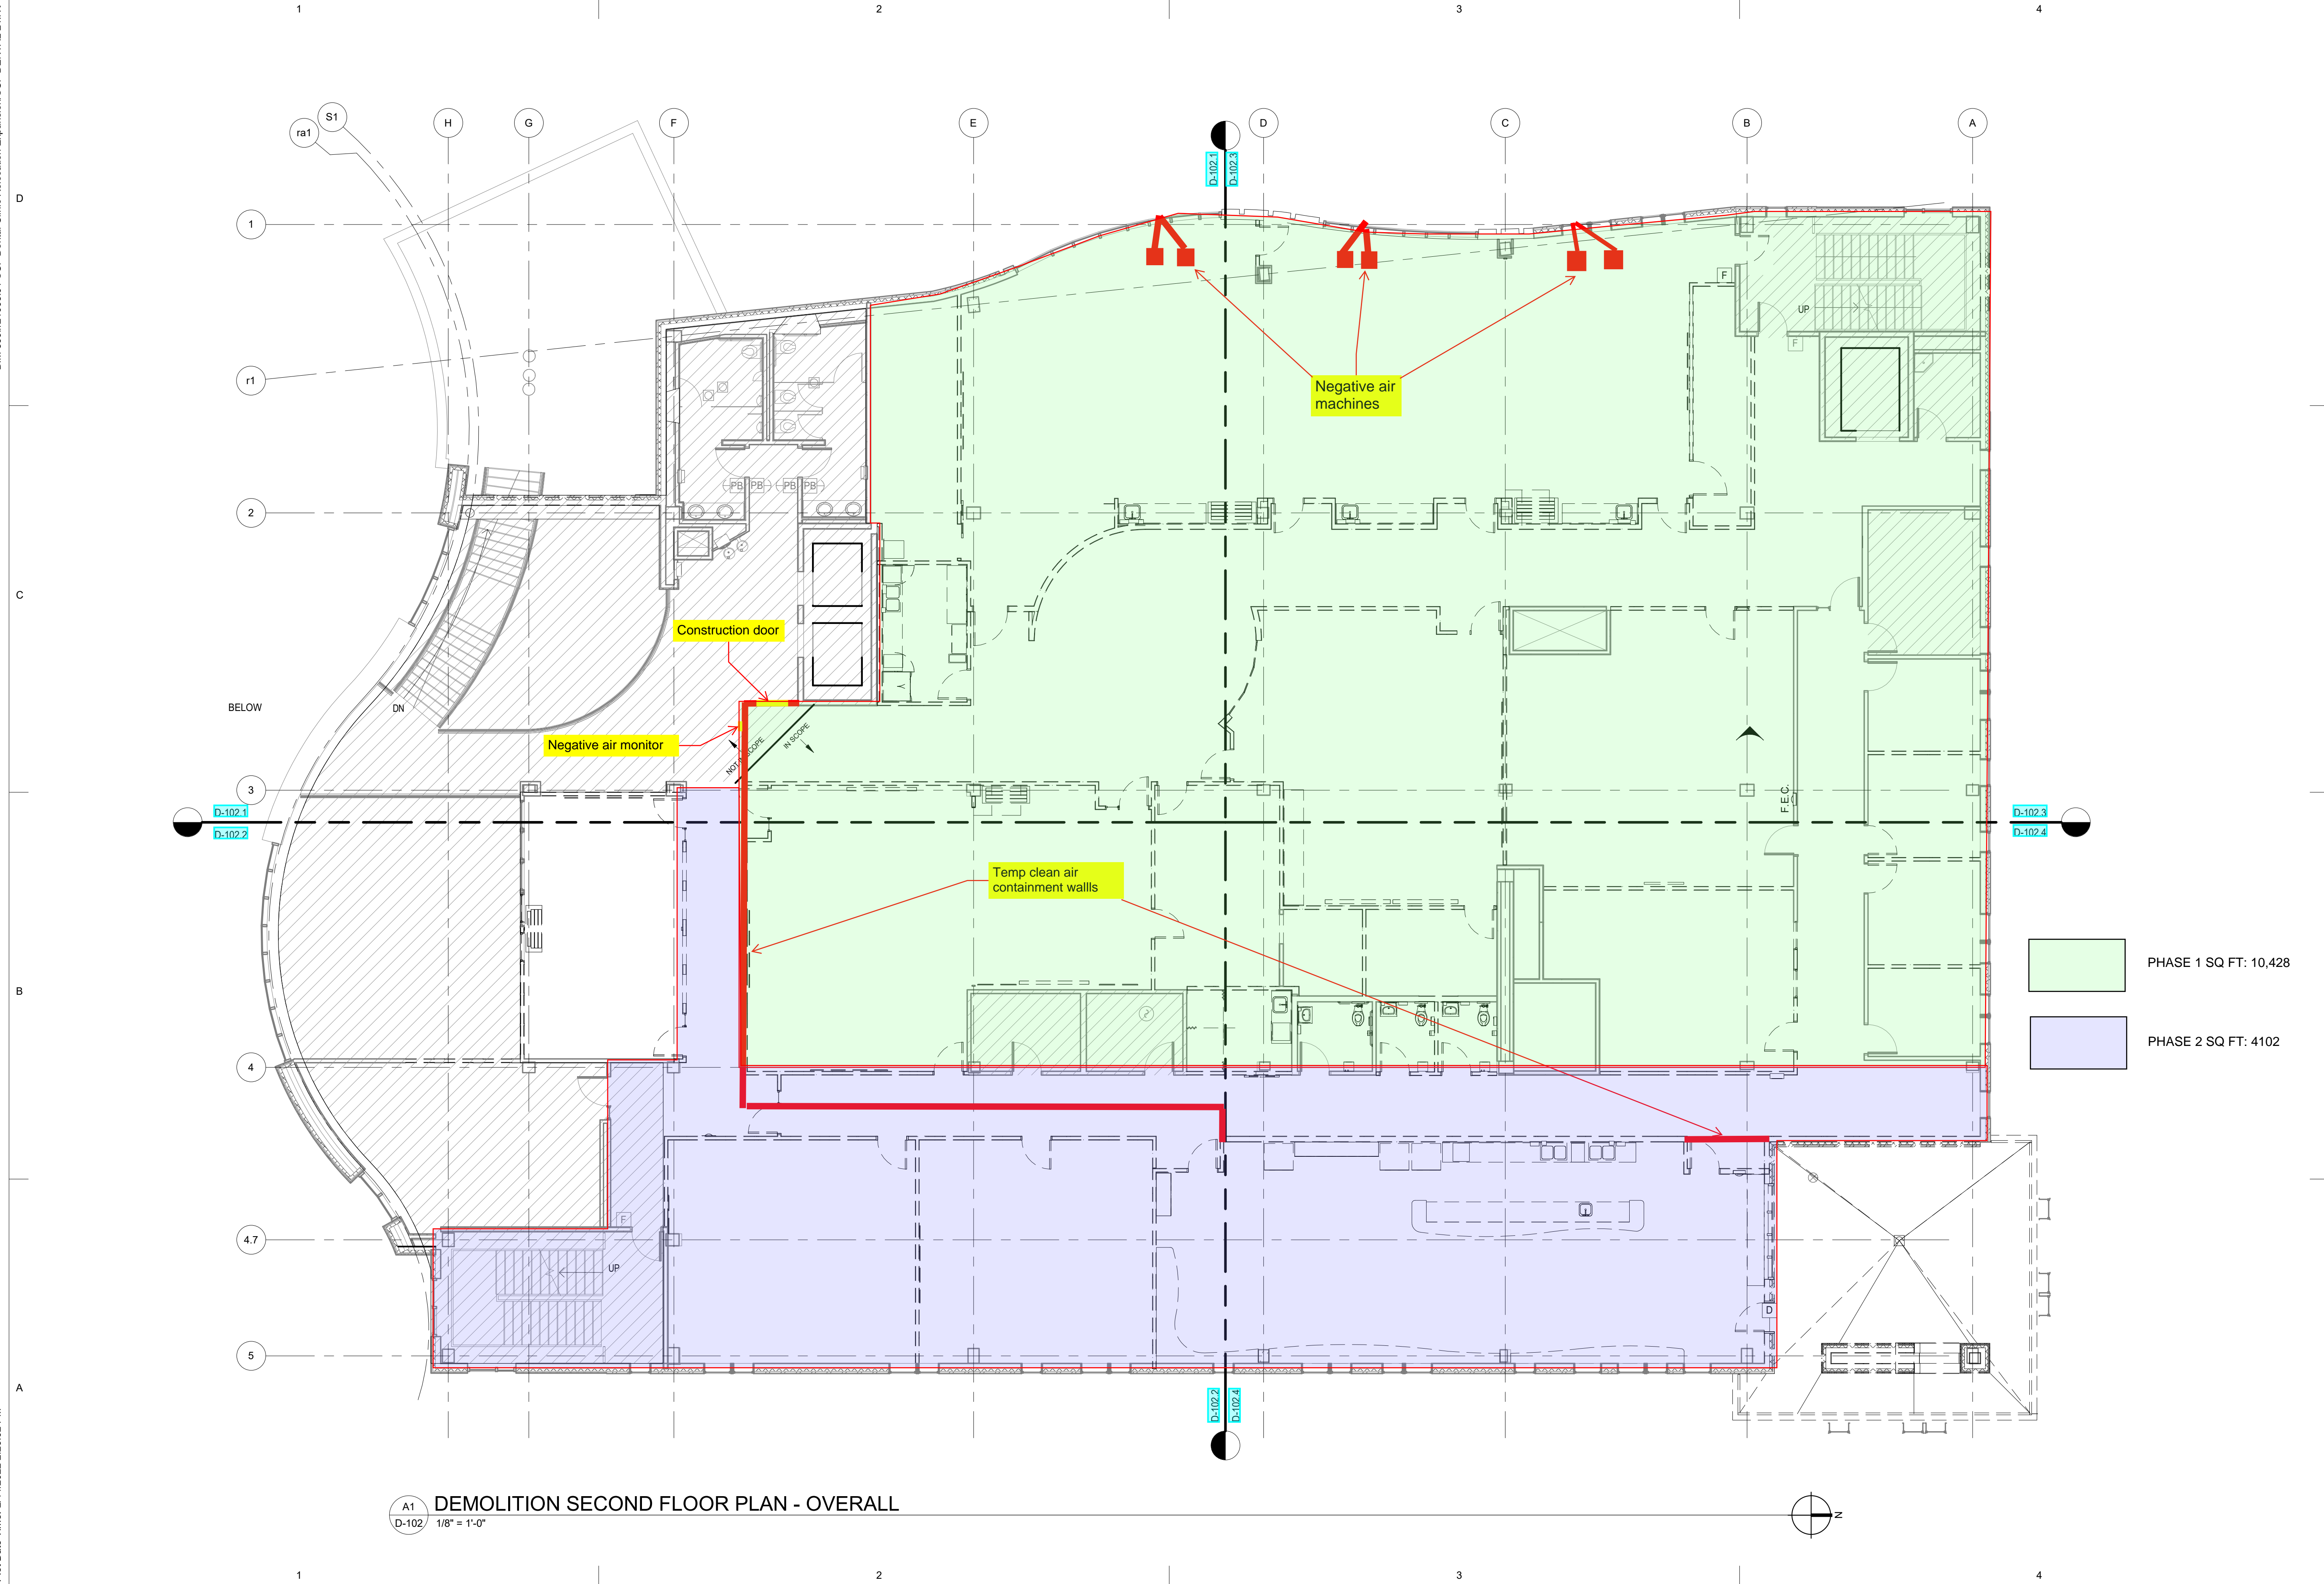 1
2
3
4
S1
ra1
H
G
F
E
D
C
B
A
D-102.1
D-102.3
D
1
F
UP
F
r1
Negative air
machines
PB
PB
PB
PB
2
C
Construction door
BELOW
DN
NOT IN SCOPE
IN SCOPE
Negative air monitor
3
F.E.C.
D-102.1
D-102.2
D-102.3
D-102.4
Temp clean air
containment wallls
PHASE 1 SQ FT: 10,428
B
PHASE 2 SQ FT: 4102
4
F
4.7
UP
D
5
A
D-102.2
D-102.4
A1
DEMOLITION SECOND FLOOR PLAN - OVERALL
D-102
1/8" = 1'-0"
N
1
2
3
4